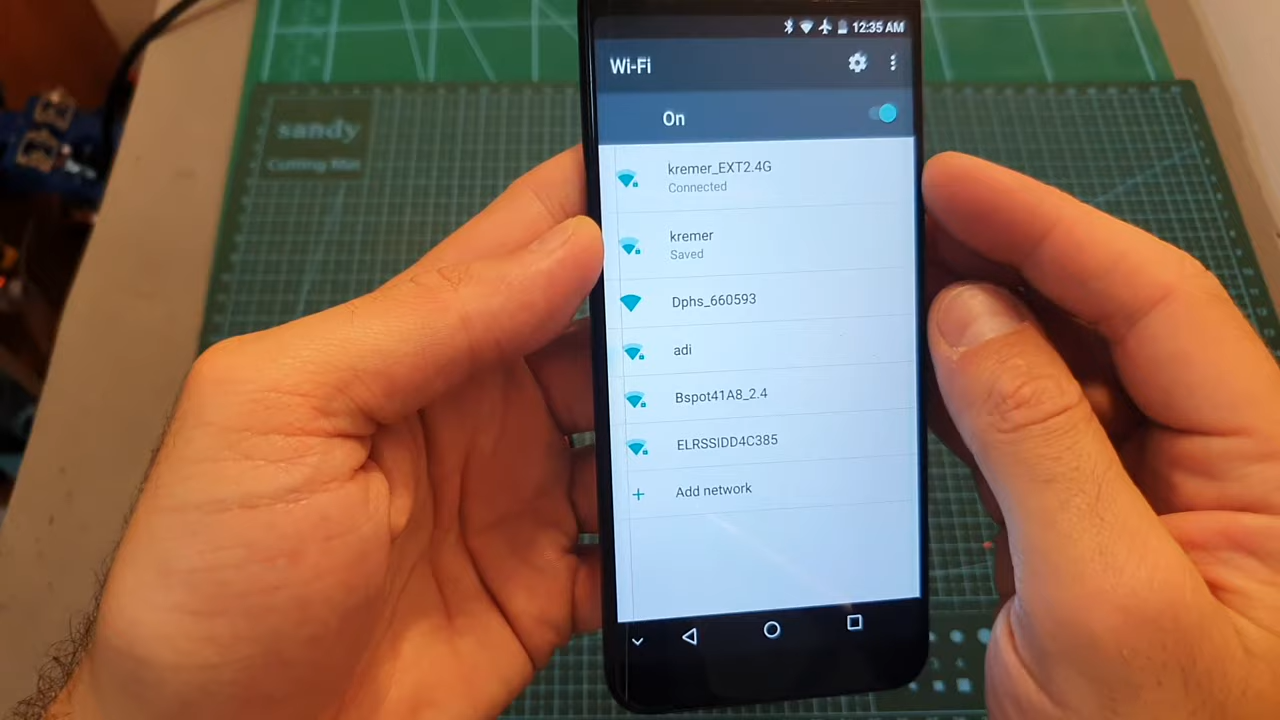 12:35 AM
Wi-Fi
On
kremer_EXT2.4G
Connected
kremer
Saved
Dphs_660593
adi
Bspot41A8_2.4
ELRSSIDD4C385
Add network
sandy
Cutting Mat